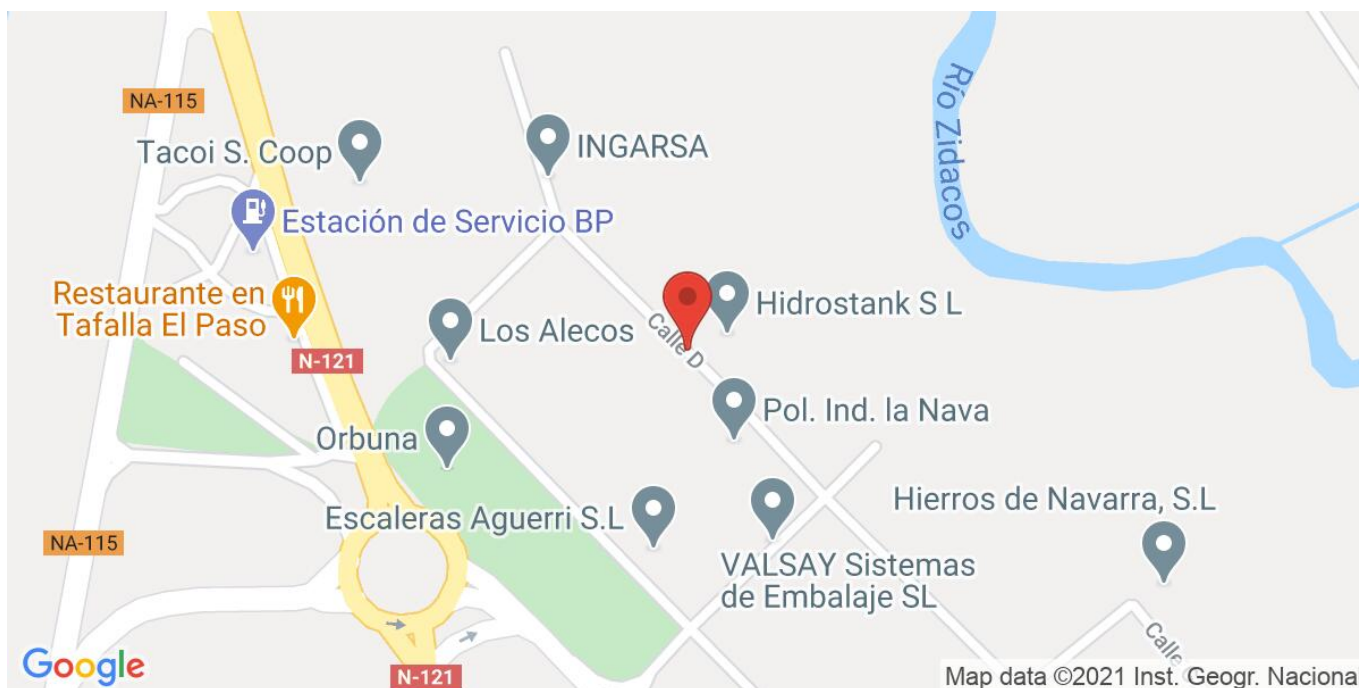 NA-115
Tacoi S. Coop
INGARSA
Río Zidacos
Estación de Servicio BP
Restaurante en
Tafalla El Paso
Hidrostank S L
Los Alecos
Calle D
N-121
Pol. Ind. la Nava
Orbuna
Escaleras Aguerri S.L
Hierros de Navarra, S.L
NA-115
VALSAY Sistemas
de Embalaje SL
Calle
Google
N-121
Map data ©2021 Inst. Geogr. Naciona